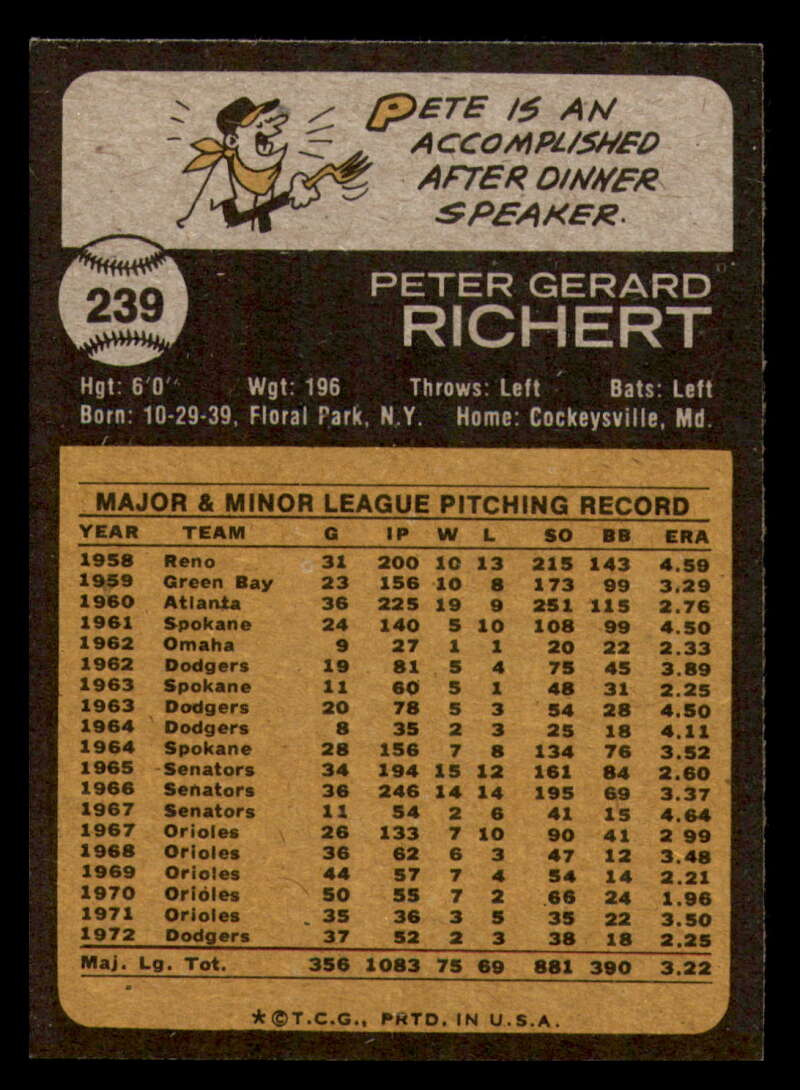 PETE IS AN
ACCOMPLISHED
AFTER DINNER
SPEAKER.
239
PETER GERARD
RICHERT
Hgt: 6'0" Wgt: 196 Throws: Left Bats: Left
Born: 10-29-39, Floral Park, N.Y. Home: Cockeysville, Md.
MAJOR & MINOR LEAGUE PITCHING RECORD
YEAR TEAM G IP W L SO BB ERA
1958 Reno 31 200 10 13 215 143 4.59
1959 Green Bay 23 156 10 8 173 99 3.29
1960 Atlanta 36 225 19 9 251 115 2.76
1961 Spokane 24 140 5 10 108 99 4.50
1962 Omaha 9 27 1 1 20 22 2.33
1962 Dodgers 19 81 5 4 75 45 3.89
1963 Spokane 11 60 5 1 48 31 2.25
1963 Dodgers 20 78 5 3 54 28 4.50
1964 Dodgers 8 35 2 3 25 18 4.11
1964 Spokane 28 156 7 8 134 76 3.52
1965 Senators 34 194 15 12 161 84 2.60
1966 Senators 36 246 14 14 195 69 3.37
1967 Senators 11 54 2 6 41 15 4.64
1967 Orioles 26 133 7 10 90 41 2 99
1968 Orioles 36 62 6 3 47 12 3.48
1969 Orioles 44 57 7 4 54 14 2.21
1970 Orioles 50 55 7 2 66 24 1.96
1971 Orioles 35 36 3 5 35 22 3.50
1972 Dodgers 37 52 2 3 38 18 2.25
Maj. Lg. Tot. 356 1083 75 69 881 390 3.22
*©T.C.G., PRTD. IN U.S.A.